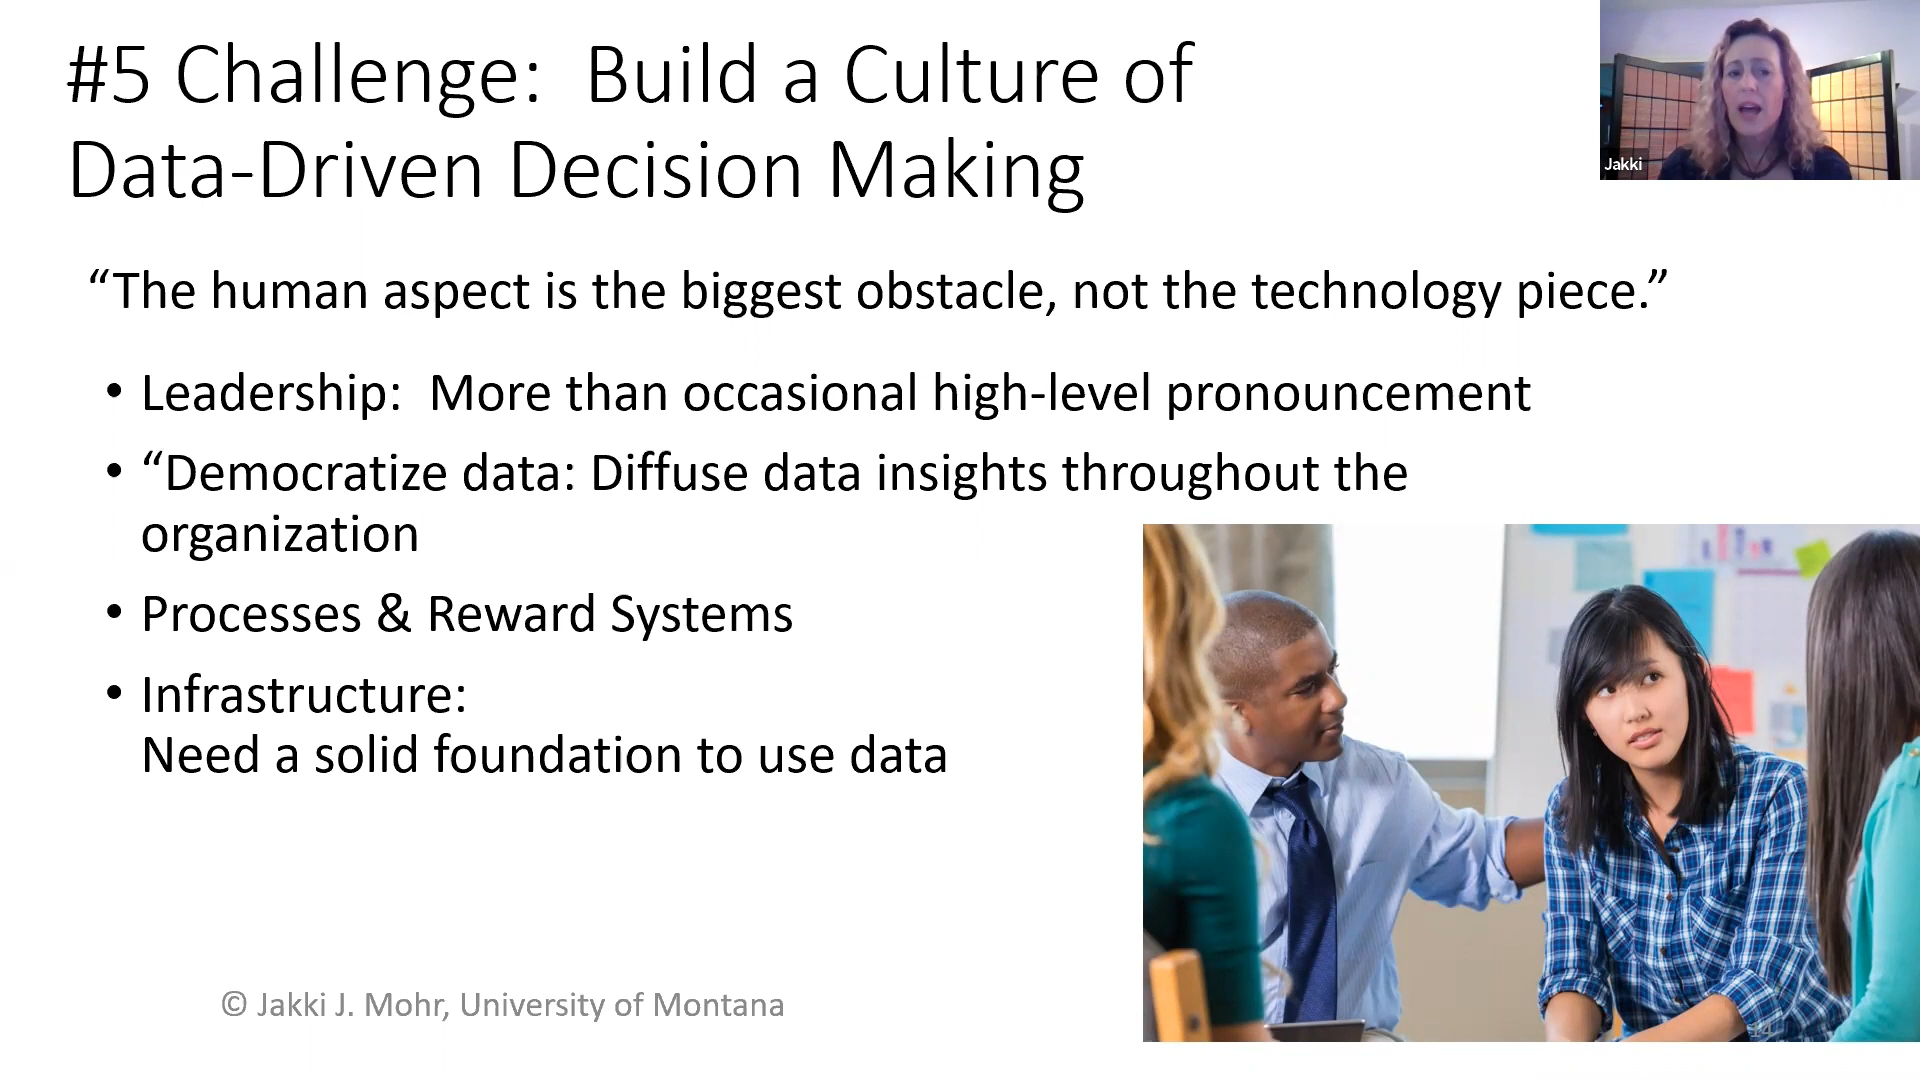 #5 Challenge:  Build a Culture of
Data-Driven Decision Making
Jakki
“The human aspect is the biggest obstacle, not the technology piece.”
• Leadership:  More than occasional high-level pronouncement
• “Democratize data: Diffuse data insights throughout the
organization
• Processes & Reward Systems
• Infrastructure:
Need a solid foundation to use data
© Jakki J. Mohr, University of Montana
14